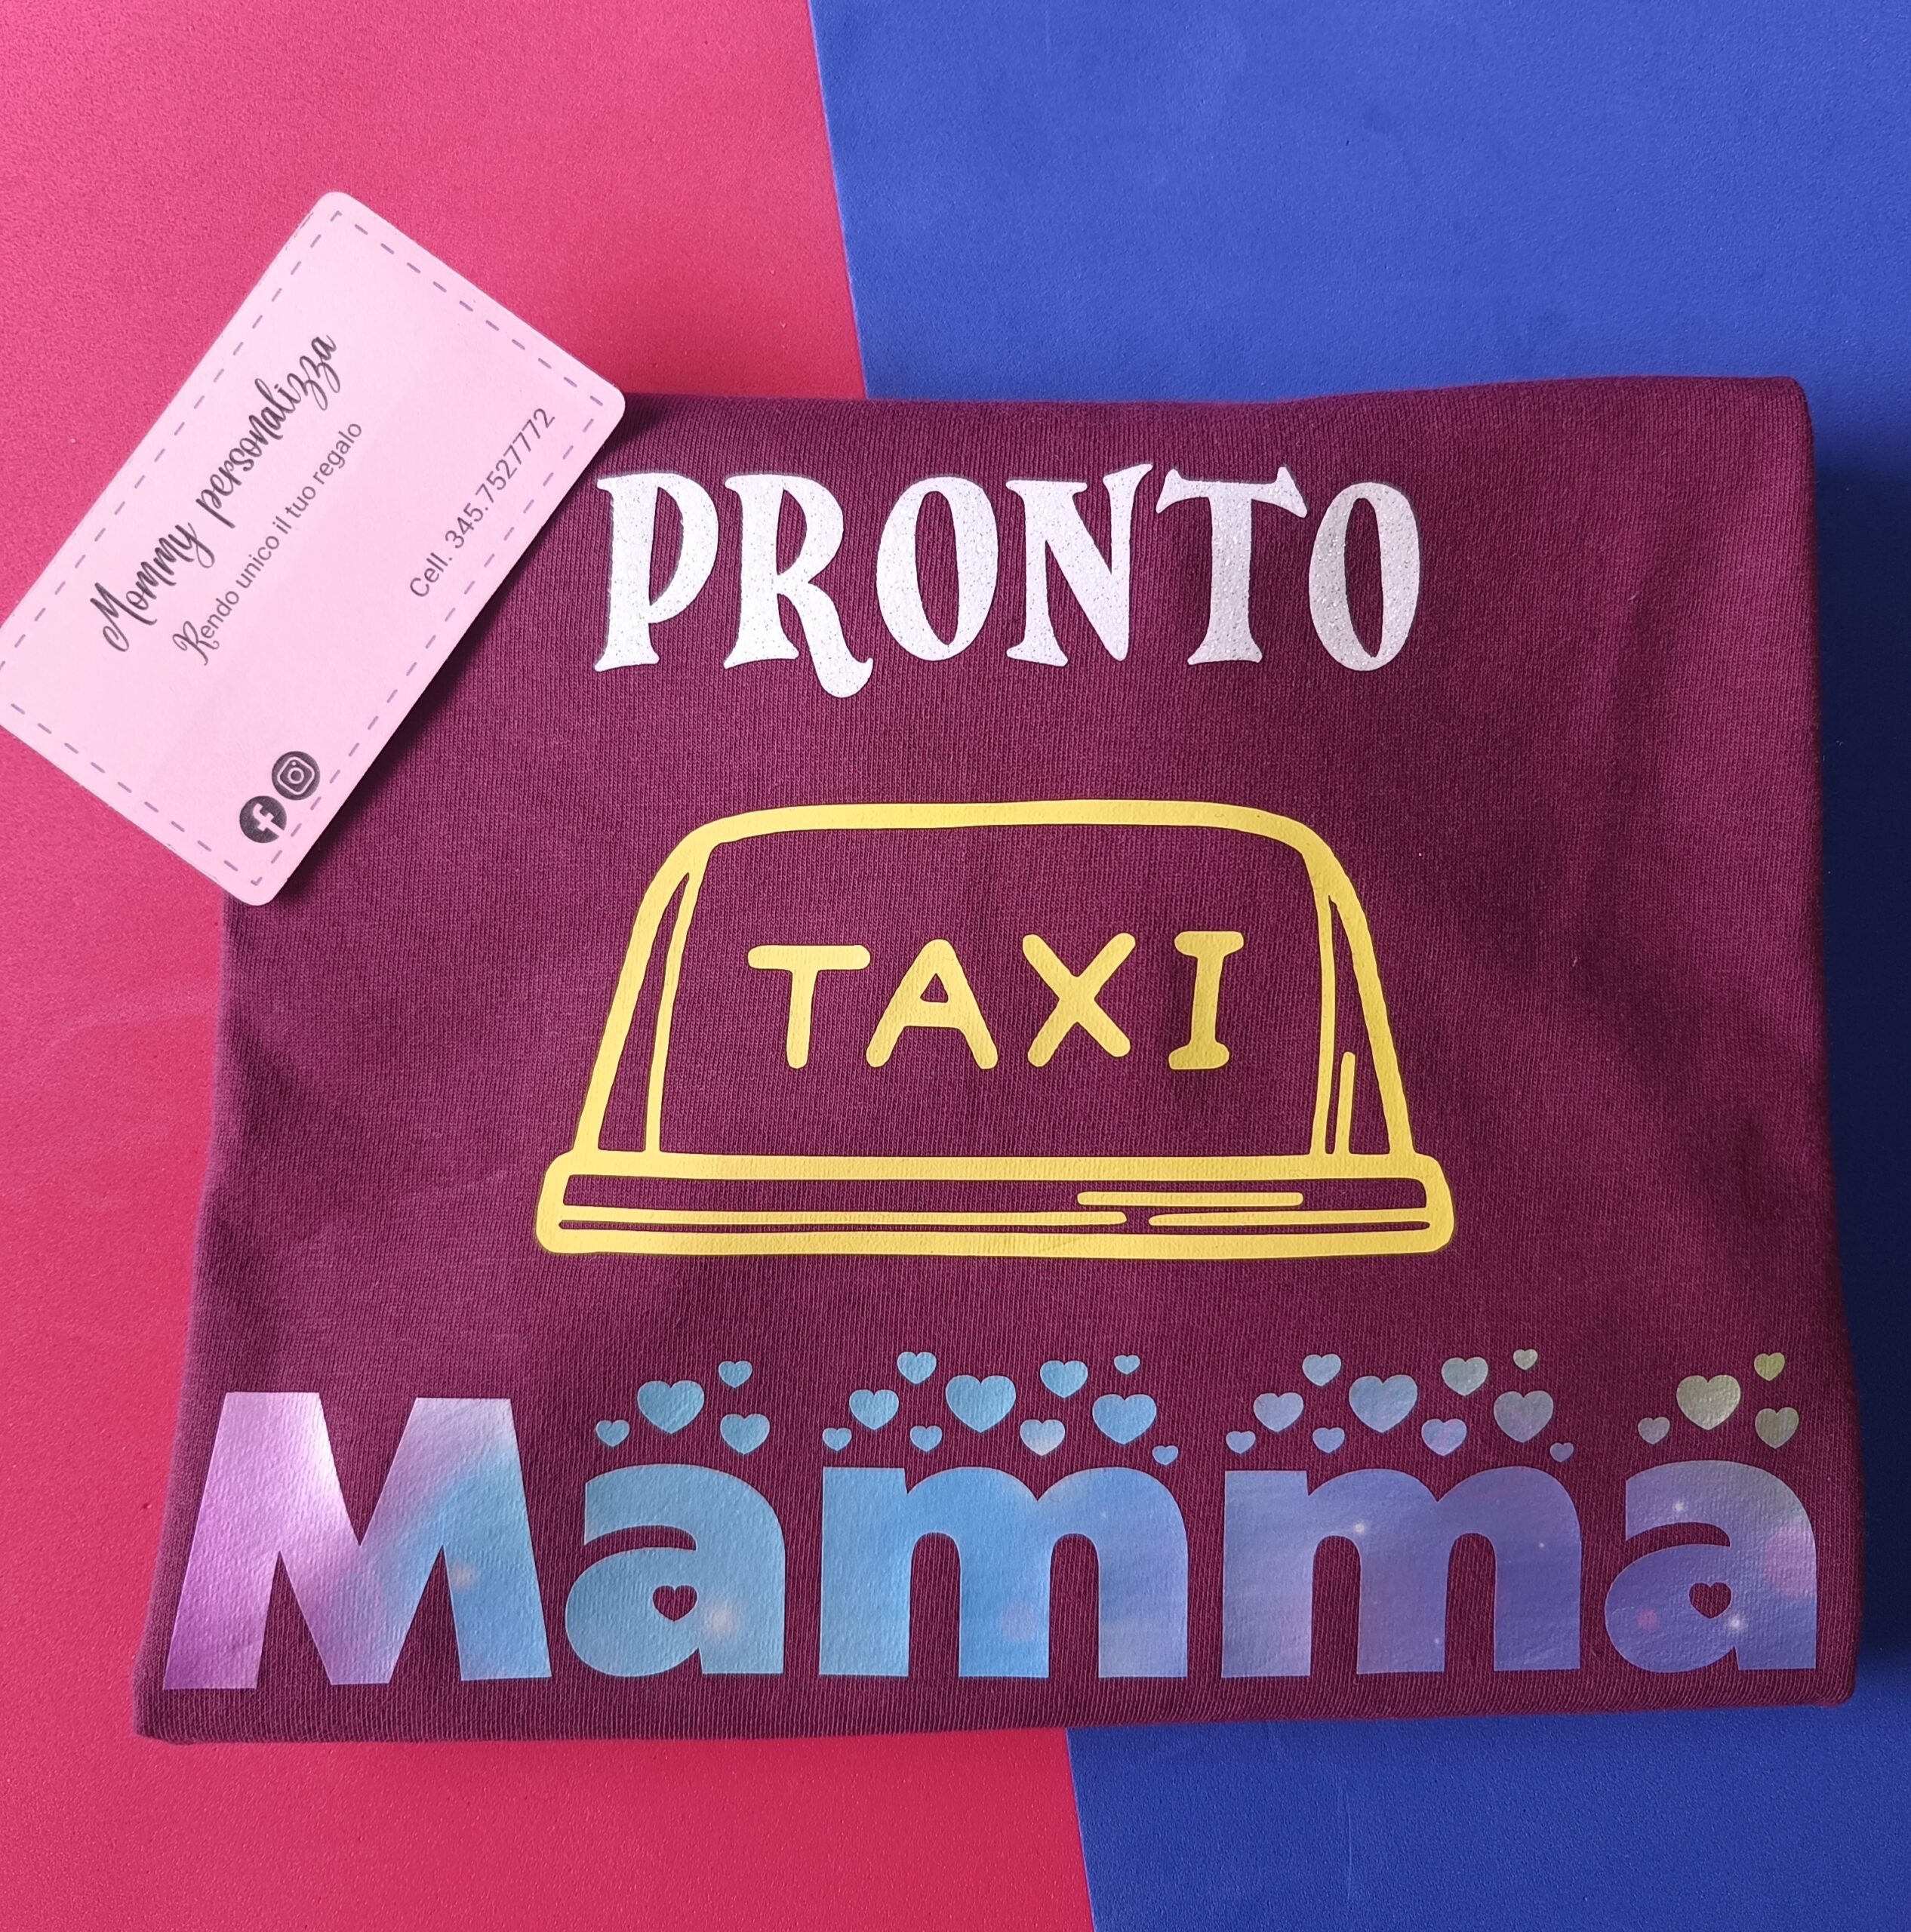 Mommy personalizza
Rendo unico il tuo regalo
Cell. 345.7527772
PRONTO
TAXI
Mamma